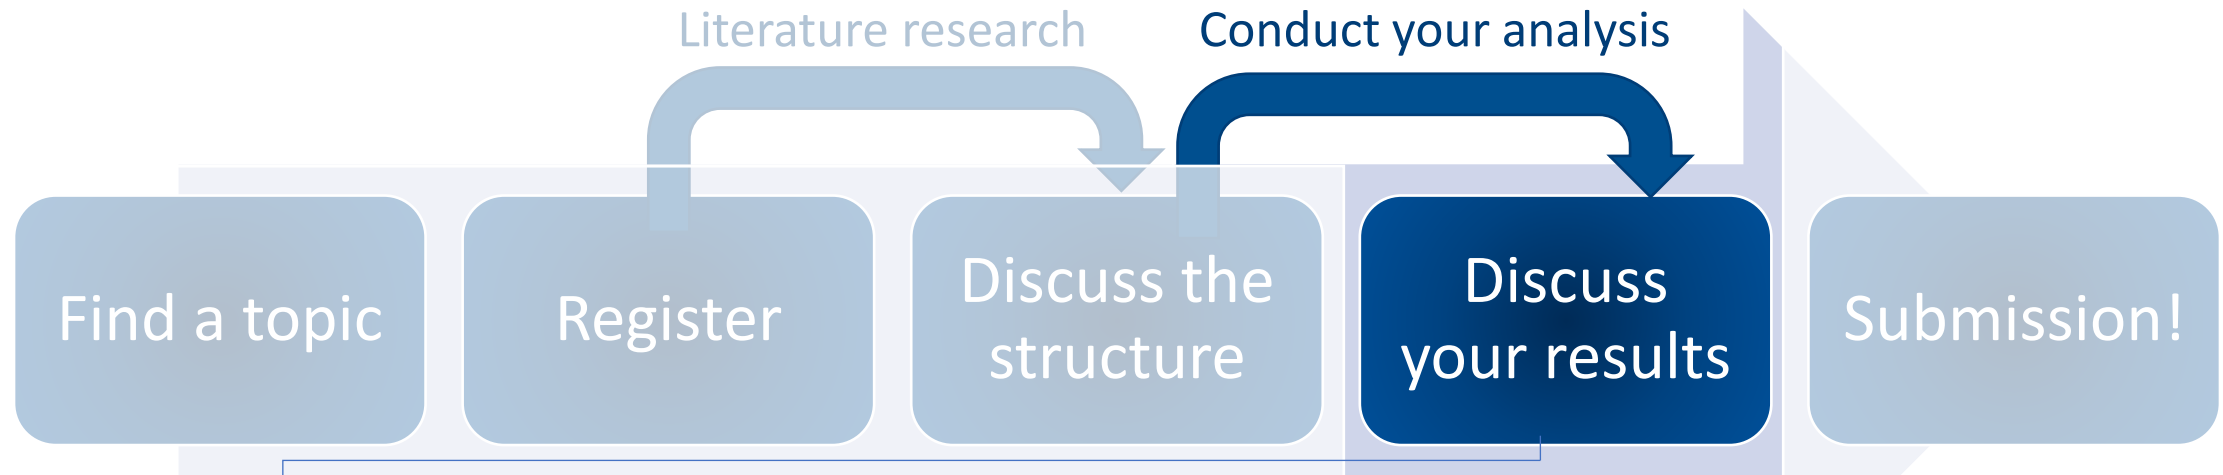 Literature research
Conduct your analysis
Find a topic
Register
Discuss the
structure
Discuss
your results
Submission!